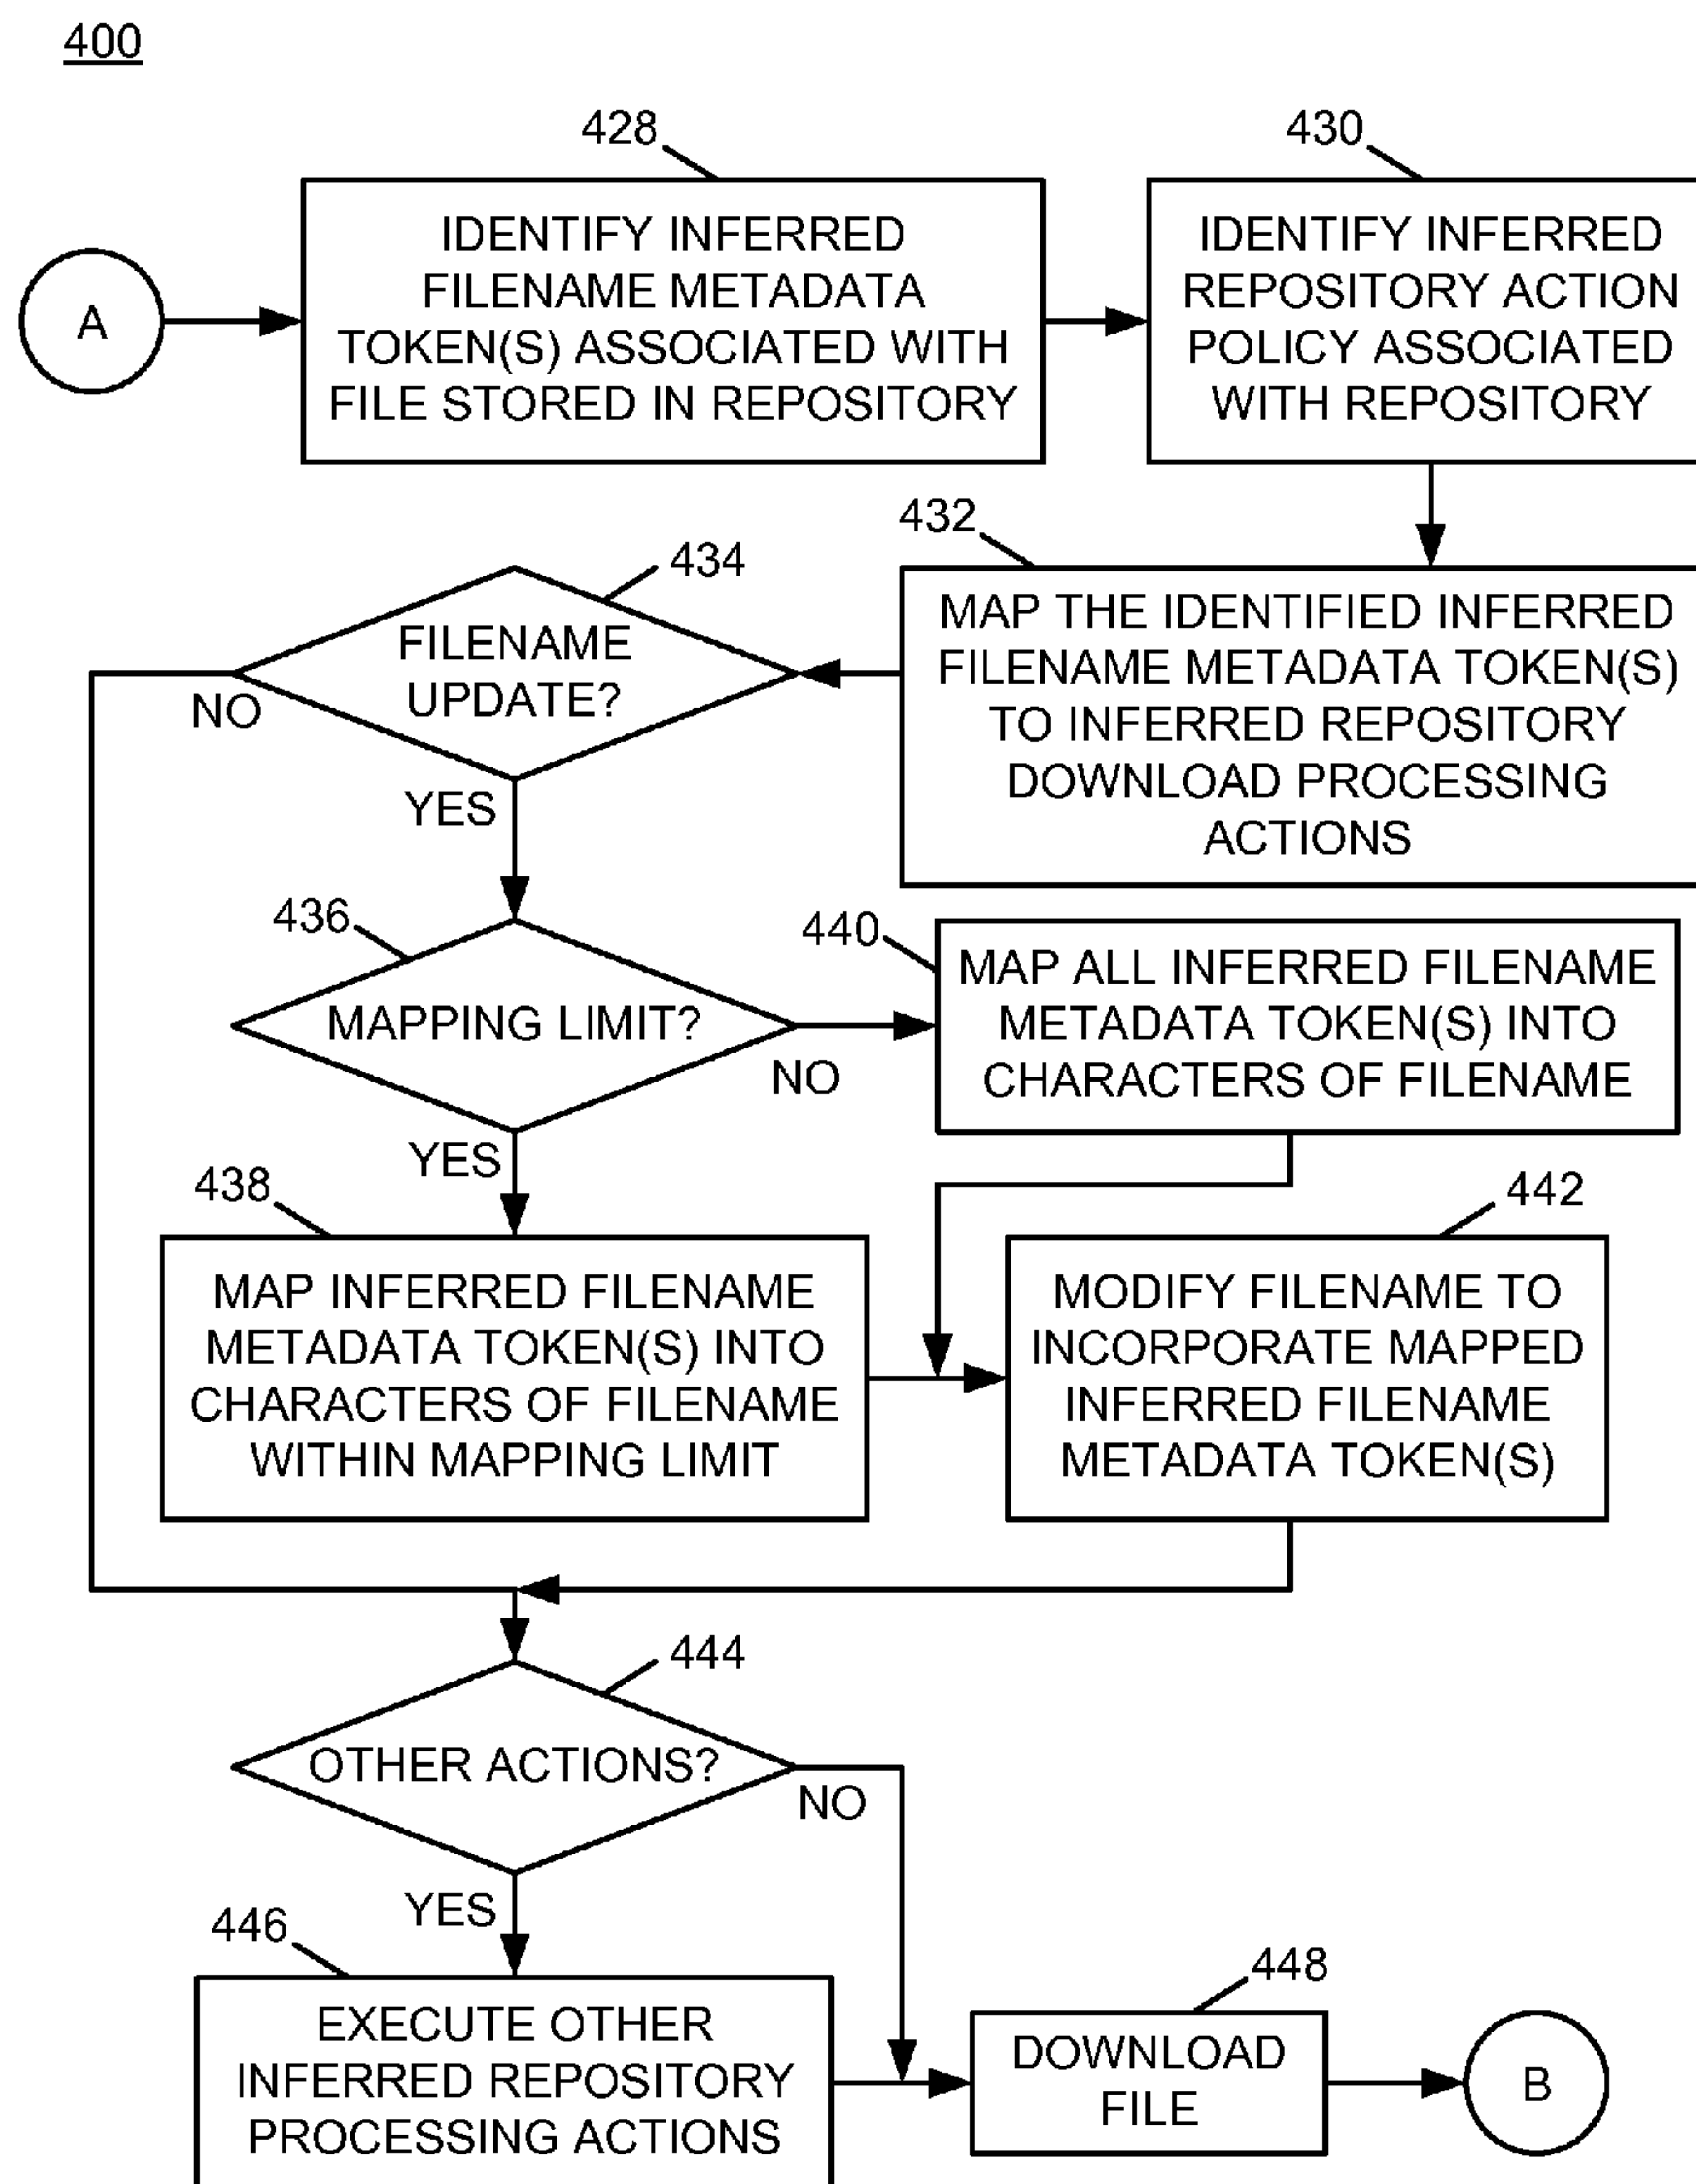 400
428
430
A
IDENTIFY INFERRED
FILENAME METADATA
TOKEN(S) ASSOCIATED WITH
FILE STORED IN REPOSITORY
IDENTIFY INFERRED
REPOSITORY ACTION
POLICY ASSOCIATED
WITH REPOSITORY
432
MAP THE IDENTIFIED INFERRED
FILENAME METADATA TOKEN(S)
TO INFERRED REPOSITORY
DOWNLOAD PROCESSING
ACTIONS
434
FILENAME
UPDATE?
NO
YES
436
MAPPING LIMIT?
NO
YES
440
MAP ALL INFERRED FILENAME
METADATA TOKEN(S) INTO
CHARACTERS OF FILENAME
438
MAP INFERRED FILENAME
METADATA TOKEN(S) INTO
CHARACTERS OF FILENAME
WITHIN MAPPING LIMIT
442
MODIFY FILENAME TO
INCORPORATE MAPPED
INFERRED FILENAME
METADATA TOKEN(S)
444
OTHER ACTIONS?
NO
YES
446
EXECUTE OTHER
INFERRED REPOSITORY
PROCESSING ACTIONS
448
DOWNLOAD
FILE
B